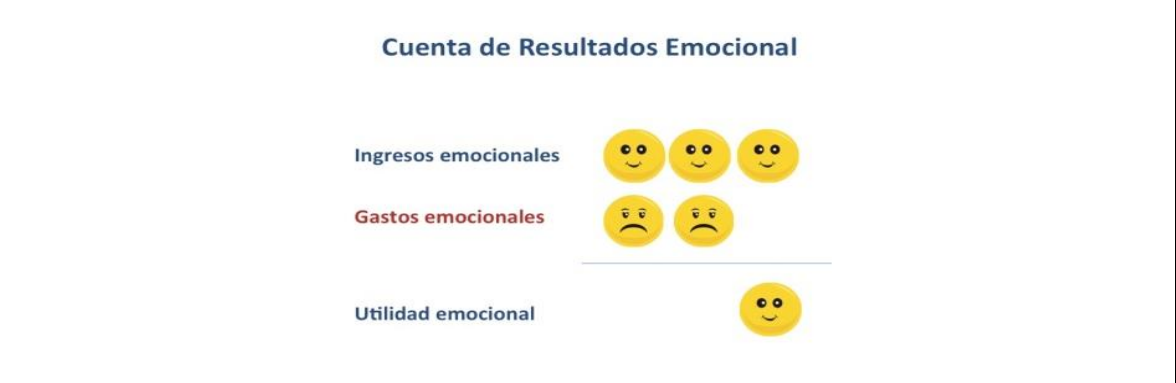 Cuenta de Resultados Emocional
Ingresos emocionales
Gastos emocionales
Utilidad emocional